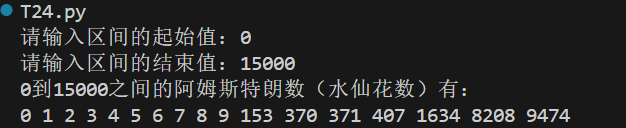 T24.py
请输入区间的起始值: 0
请输入区间的结束值: 15000
0到15000之间的阿姆斯特朗数（水仙花数）有:
0 1 2 3 4 5 6 7 8 9 153 370 371 407 1634 8208 9474